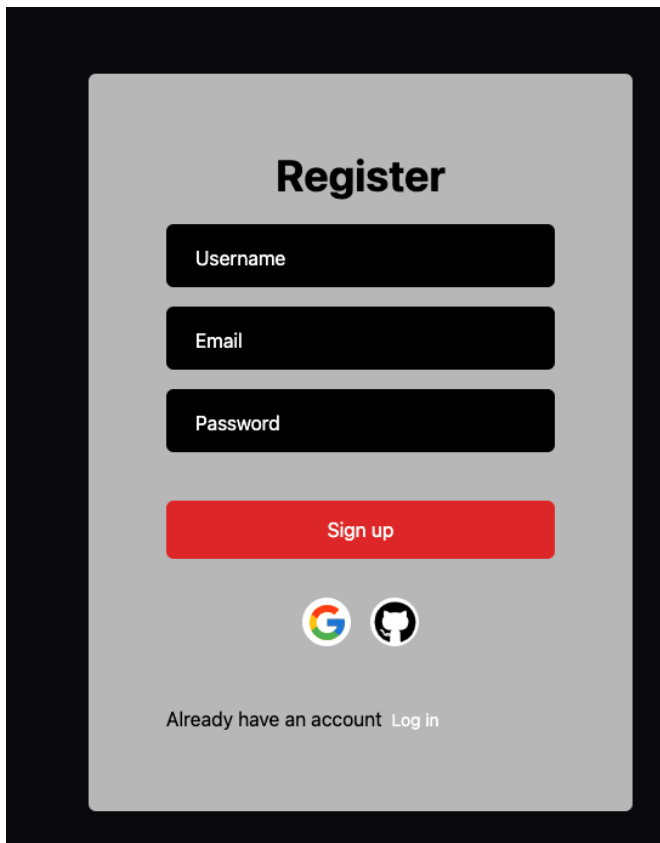 Register
Username
Email
Password
Sign up
Already have an account Log in